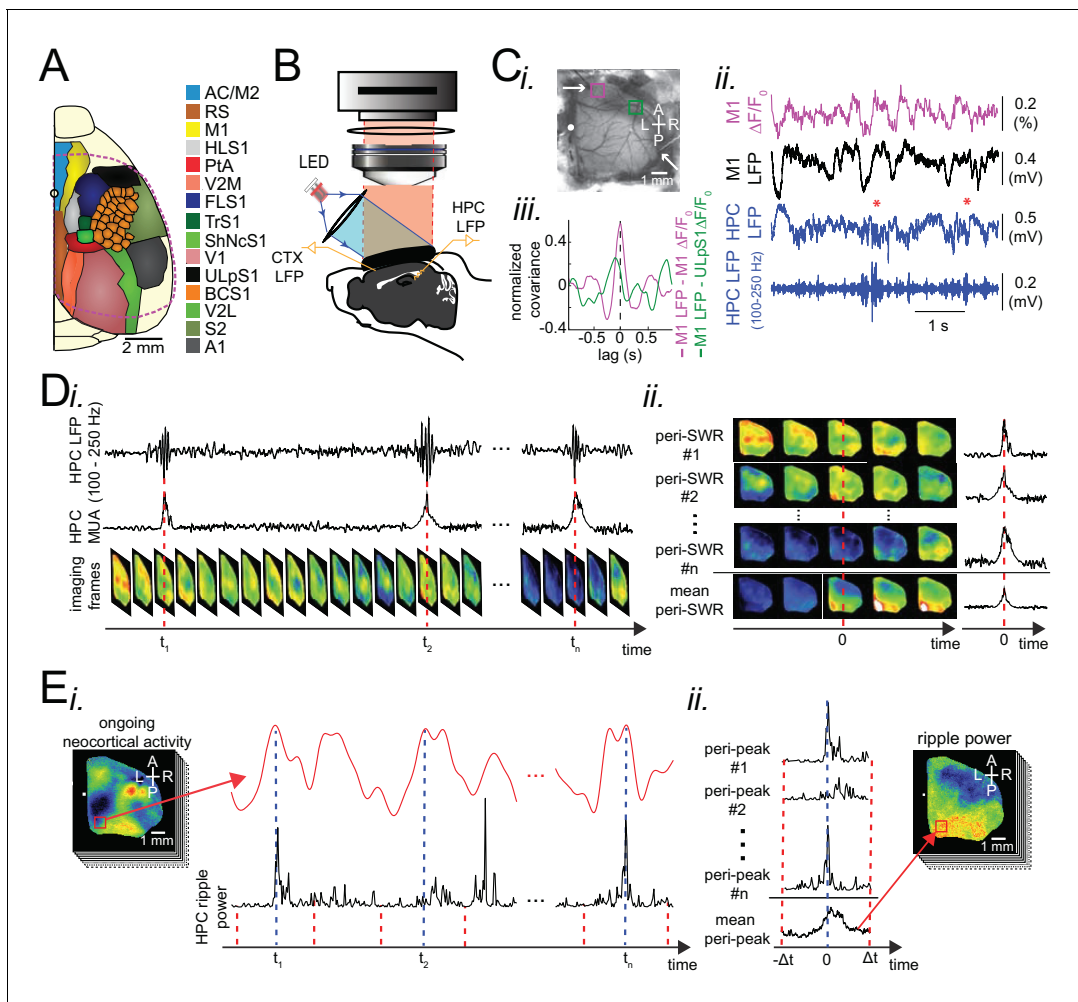 A
AC/M2
RS
M1
HLS1
PtA
V2M
FLS1
TrS1
ShNcS1
V1
ULpS1
BCS1
V2L
S2
A1
2 mm
B
LED
CTX
LFP
HPC
LFP
C
i.
A
L R
P
1 mm
ii.
M1
ΔF/F0
0.2
(%)
M1
LFP
0.4
(mV)
*
*
HPC
LFP
0.5
(mV)
HPC LFP
(100-250 Hz)
0.2
(mV)
1 s
iii.
normalized
covariance
0.4
0
-0.4
-0.5 0 0.5
lag (s)
M1 LFP - M1 ΔF/F0
M1 LFP - ULpS1ΔF/F0
D
i.
HPC LFP
(100 - 250 Hz)
...
HPC
MUA
...
imaging
frames
...
t1
t2
tn
time
ii.
peri-SWR
#1
peri-SWR
#2
peri-SWR
#n
mean
peri-SWR
0
time
0
time
E
i.
ongoing
neocortical activity
A
L R
P
1 mm
...
HPC ripple
power
...
t1
t2
tn
time
ii.
peri-peak
#1
peri-peak
#2
peri-peak
#n
mean
peri-peak
-Δt
0
Δt
time
ripple power
A
L R
P
1 mm